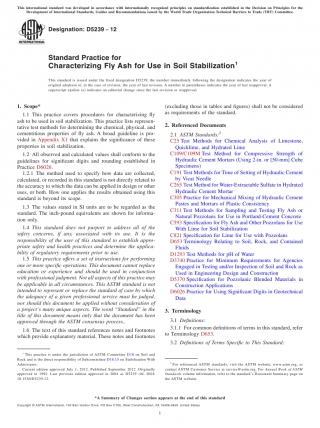 This international standard was developed in accordance with internationally recognized principles on standardization established in the Decision on Principles for the
Development of International Standards, Guides and Recommendations issued by the World Trade Organization Technical Barriers to Trade (TBT) Committee.
Designation: D5239 − 12
Standard Practice for
Characterizing Fly Ash for Use in Soil Stabilization1
This standard is issued under the fixed designation D5239; the number immediately following the designation indicates the year of
original adoption or, in the case of revision, the year of last revision. A number in parentheses indicates the year of last reapproval. A
superscript epsilon (ε) indicates an editorial change since the last revision or reapproval.
1. Scope*
1.1 This practice covers procedures for characterizing fly
ash to be used in soil stabilization. This practice lists represen-
tative test methods for determining the chemical, physical, and
cementitious properties of fly ash. A broad guideline is pro-
vided in Appendix X1 that explains the significance of these
properties in soil stabilization.
1.2 All observed and calculated values shall conform to the
guidelines for significant digits and rounding established in
Practice D6026.
1.2.1 The method used to specify how data are collected,
calculated, or recorded in this standard is not directly related to
the accuracy to which the data can be applied in design or other
uses, or both. How one applies the results obtained using this
standard is beyond its scope.
1.3 The values stated in SI units are to be regarded as the
standard. The inch-pound equivalents are shown for informa-
tion only.
1.4 This standard does not purport to address all of the
safety concerns, if any, associated with its use. It is the
responsibility of the user of this standard to establish appro-
priate safety and health practices and determine the applica-
bility of regulatory requirements prior to use.
1.5 This practice offers a set of instructions for performing
one or more specific operations. This document cannot replace
education or experience and should be used in conjunction
with professional judgment. Not all aspects of this practice may
be applicable in all circumstances. This ASTM standard is not
intended to represent or replace the standard of care by which
the adequacy of a given professional service must be judged,
nor should this document be applied without consideration of
a project's many unique aspects. The word "Standard" in the
title of this document means only that the document has been
approved through the ASTM consensus process.
1.6 The text of this standard references notes and footnotes
which provide explanatory material. These notes and footnotes
(excluding those in tables and figures) shall not be considered
as requirements of the standard.
2. Referenced Documents
2.1 ASTM Standards:2
C25 Test Methods for Chemical Analysis of Limestone,
Quicklime, and Hydrated Lime
C109/C109M Test Method for Compressive Strength of
Hydraulic Cement Mortars (Using 2-in. or [50-mm] Cube
Specimens)
C191 Test Methods for Time of Setting of Hydraulic Cement
by Vicat Needle
C265 Test Method for Water-Extractable Sulfate in Hydrated
Hydraulic Cement Mortar
C305 Practice for Mechanical Mixing of Hydraulic Cement
Pastes and Mortars of Plastic Consistency
C311 Test Methods for Sampling and Testing Fly Ash or
Natural Pozzolans for Use in Portland-Cement Concrete
C593 Specification for Fly Ash and Other Pozzolans for Use
With Lime for Soil Stabilization
C821 Specification for Lime for Use with Pozzolans
D653 Terminology Relating to Soil, Rock, and Contained
Fluids
D1293 Test Methods for pH of Water
D3740 Practice for Minimum Requirements for Agencies
Engaged in Testing and/or Inspection of Soil and Rock as
Used in Engineering Design and Construction
D5370 Specification for Pozzolanic Blended Materials in
Construction Applications
D6026 Practice for Using Significant Digits in Geotechnical
Data
3. Terminology
3.1 Definitions:
3.1.1 For common definitions of terms in this standard, refer
to Terminology D653.
3.2 Definitions of Terms Specific to This Standard:
1 This practice is under the jurisdiction of ASTM Committee D18 on Soil and
Rock and is the direct responsibility of Subcommittee D18.15 on Stabilization With
Admixtures.
Current edition approved July 1, 2012. Published September 2012. Originally
approved in 1992. Last previous edition approved in 2004 as D5239–04. DOI:
10.1520/D5239-12.
2 For referenced ASTM standards, visit the ASTM website, www.astm.org, or
contact ASTM Customer Service at service@astm.org. For Annual Book of ASTM
Standards volume information, refer to the standard's Document Summary page on
the ASTM website.
*A Summary of Changes section appears at the end of this standard
1